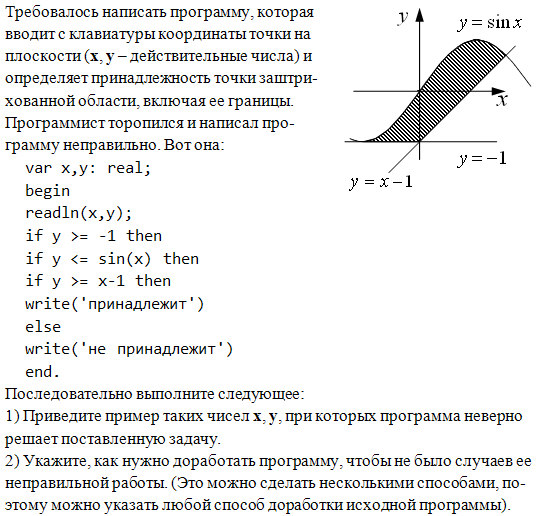 Требовалось написать программу, которая
вводит с клавиатуры координаты точки на
плоскости (x, y – действительные числа) и
определяет принадлежность точки заштри-
хованной области, включая ее границы.
Программист торопился и написал про-
грамму неправильно. Вот она:
var x,y: real;
begin
readln(x,y);
if y >= -1 then
if y <= sin(x) then
if y >= x-1 then
write('принадлежит')
else
write('не принадлежит')
end.
y
y = sin x
x
y = −1
y = x − 1
Последовательно выполните следующее:
1) Приведите пример таких чисел x, y, при которых программа неверно
решает поставленную задачу.
2) Укажите, как нужно доработать программу, чтобы не было случаев ее
неправильной работы. (Это можно сделать несколькими способами, по-
этому можно указать любой способ доработки исходной программы).